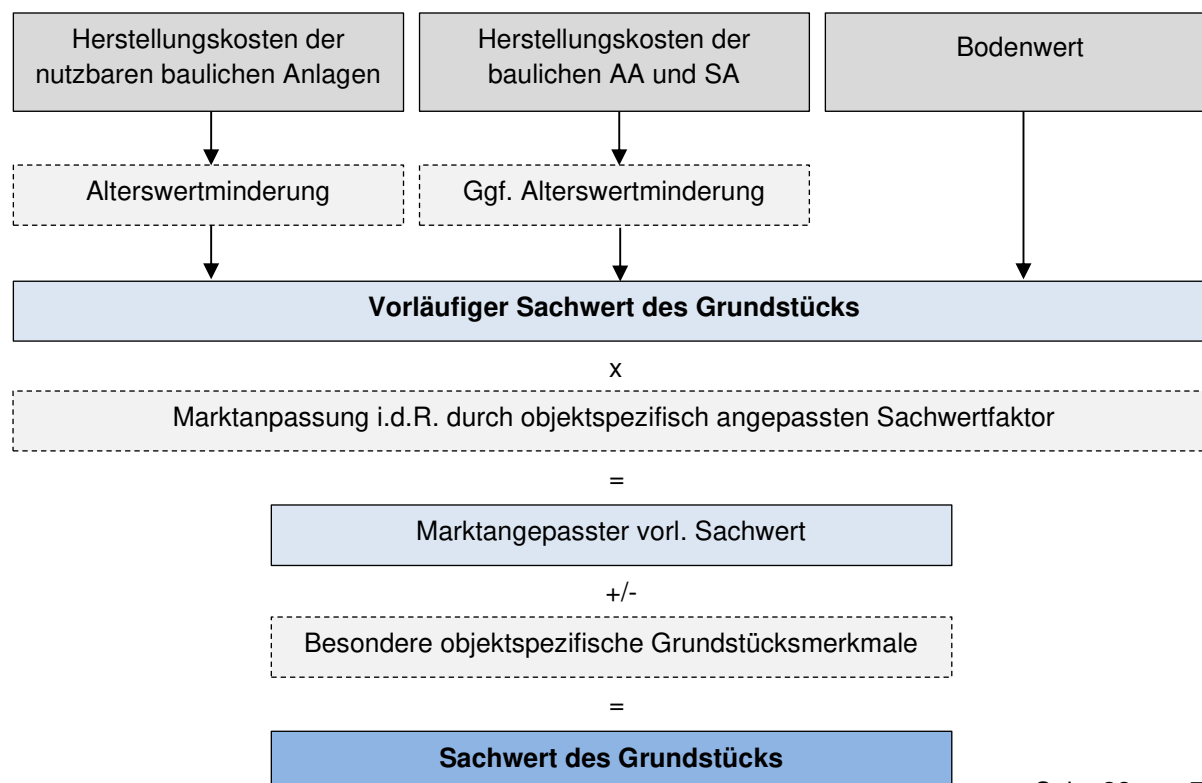 Herstellungskosten der
nutzbaren baulichen Anlagen
Herstellungskosten der
baulichen AA und SA
Bodenwert
Alterswertminderung
Ggf. Alterswertminderung
Vorläufiger Sachwert des Grundstücks
x
Marktanpassung i.d.R. durch objektspezifisch angepassten Sachwertfaktor
=
Marktangepasster vorl. Sachwert
+/-
Besondere objektspezifische Grundstücksmerkmale
=
Sachwert des Grundstücks